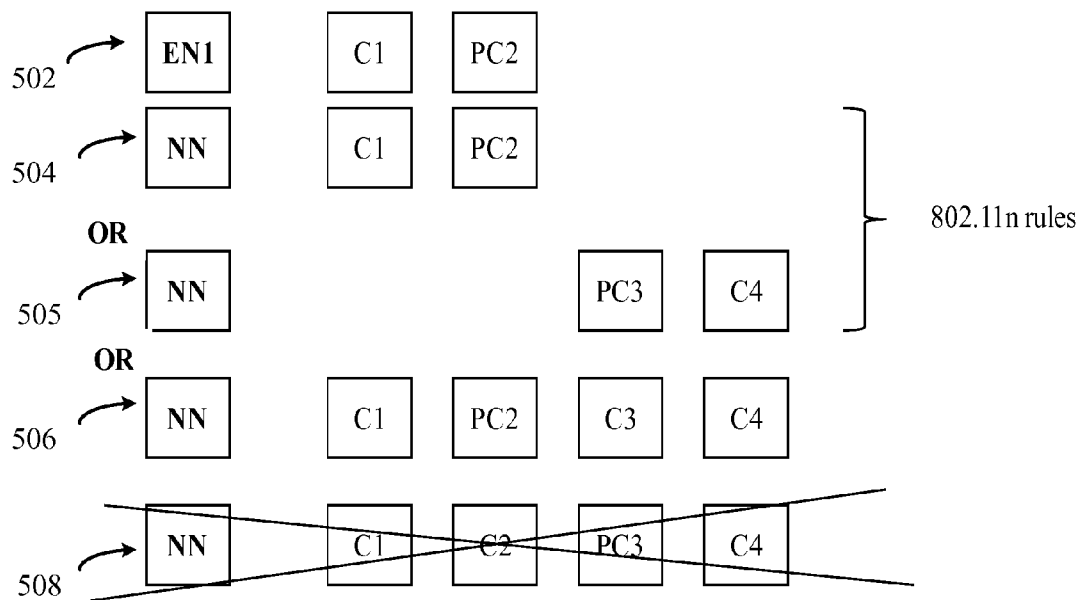 502 EN1 C1 PC2
504 NN C1 PC2
802.11n rules
OR
505 NN PC3 C4
OR
506 NN C1 PC2 C3 C4
508 NN C1 C2 PC3 C4